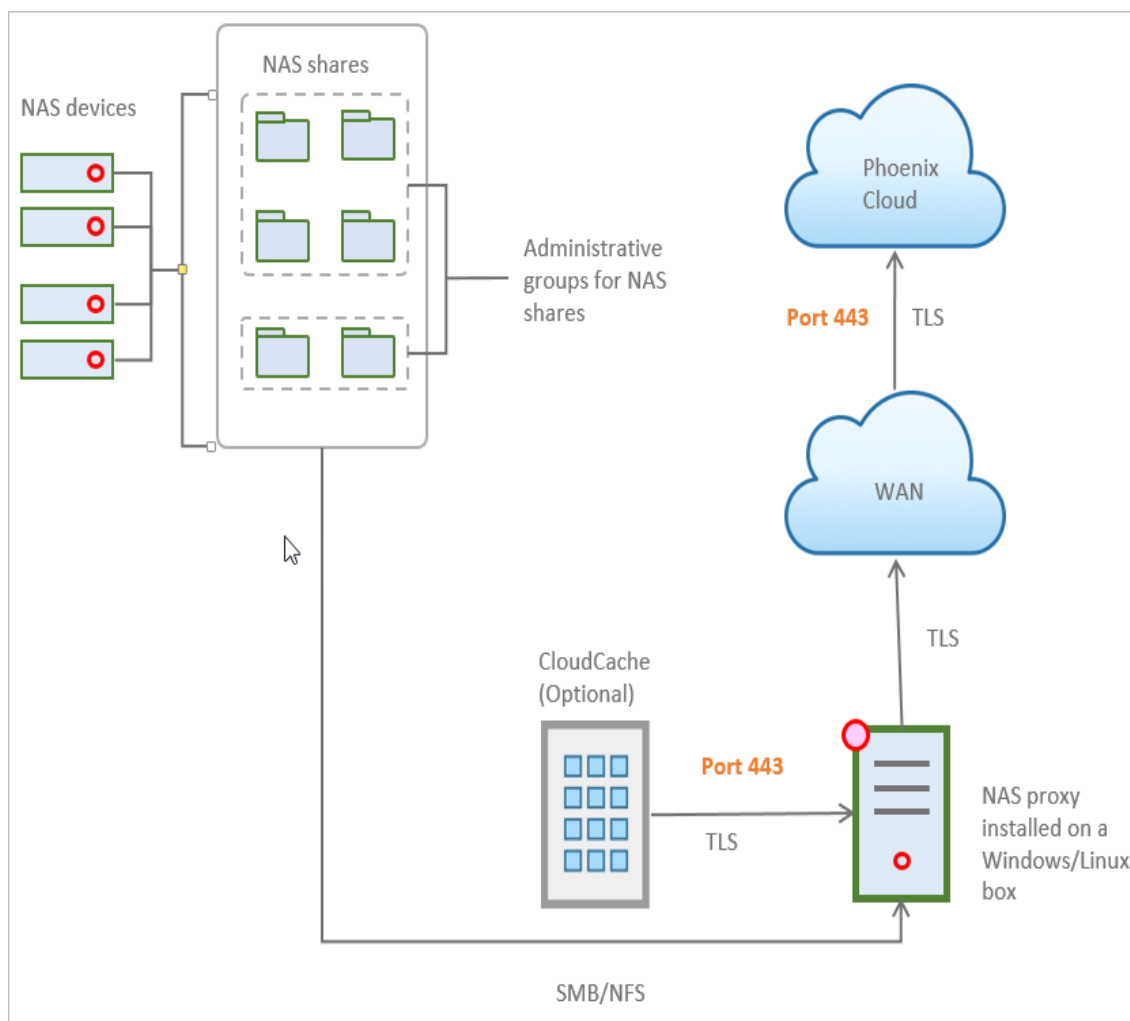 NAS shares
NAS devices
Administrative
groups for NAS
shares
Phoenix
Cloud
Port 443
TLS
WAN
TLS
CloudCache
(Optional)
Port 443
TLS
NAS proxy
installed on a
Windows/Linux
box
SMB/NFS